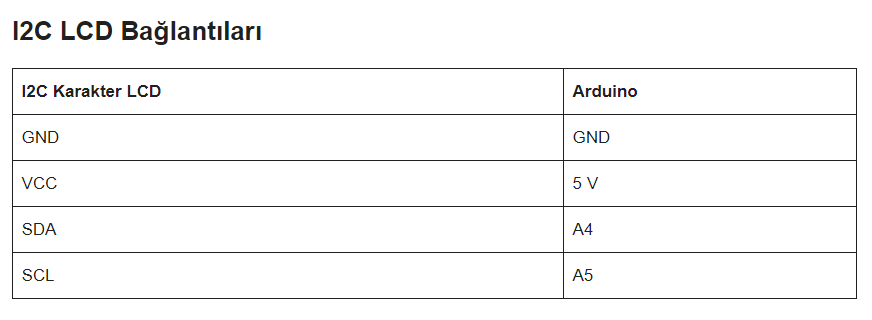 I2C LCD Bağlantıları
I2C Karakter LCD Arduino
GND GND
VCC 5 V
SDA A4
SCL A5